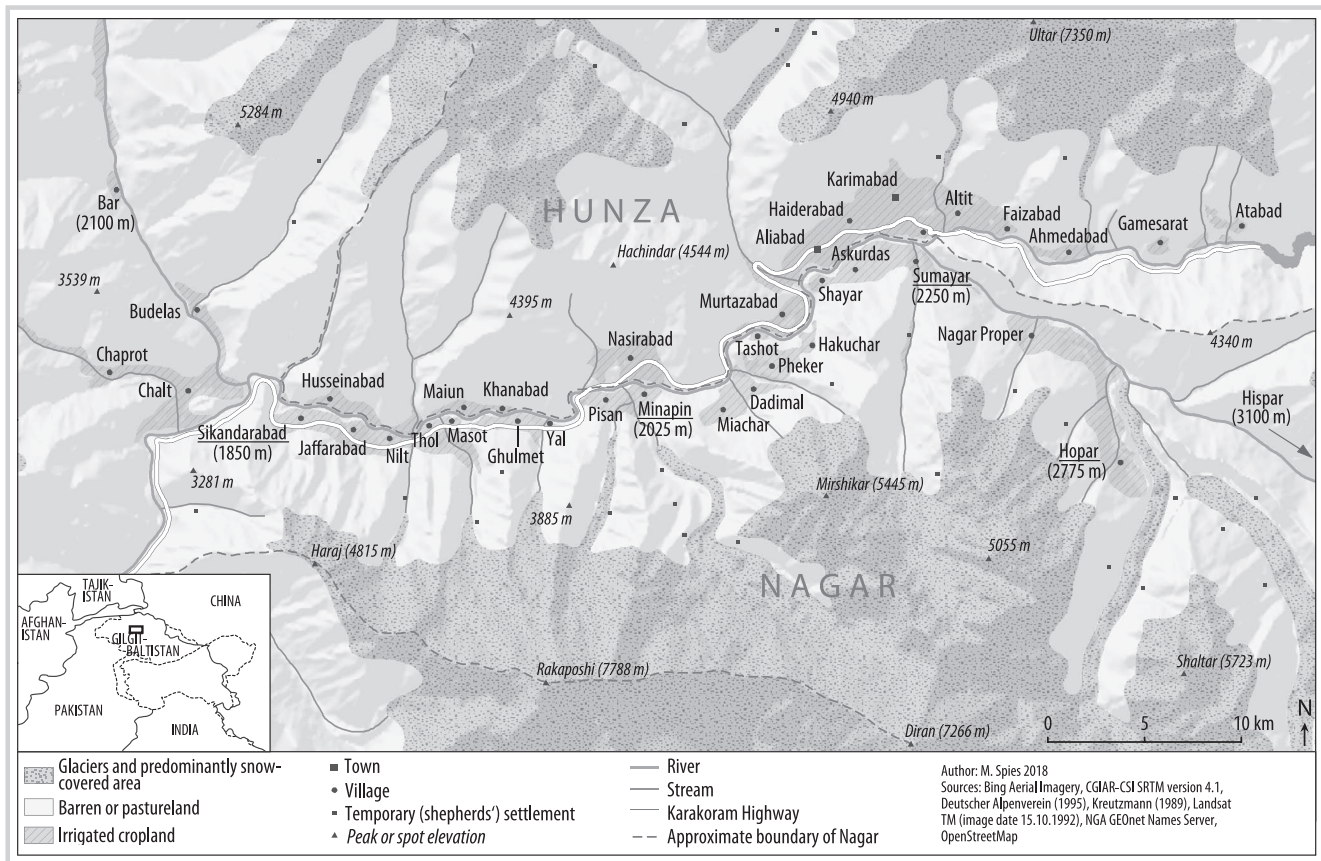 Ultar (7350 m)
5284 m
4940 m
Karimabad
Bar
(2100 m)
HUNZA
Haiderabad
Altit
Faizabad
Gamesarat
Atabad
Aliabad
Ahmedabad
Hachindar (4544 m)
Askurdas
3539 m
Shayar
Sumayar
(2250 m)
Budelas
4395 m
Murtazabad
Nagar Proper
4340 m
Chaprot
Nasirabad
Tashot
Hakuchar
Pheker
Chalt
Husseinabad
Maiun
Khanabad
Hispar
(3100 m)
Pisan
Minapin
(2025 m)
Dadimal
Miachar
Sikandarabad
(1850 m)
Jaffarabad
Nilt
Thol
Masot
Ghulmet
Yal
Hopar
(2775 m)
3281 m
Mirshikar (5445 m)
3885 m
Haraj (4815 m)
5055 m
NAGAR
Rakaposhi (7788 m)
Shaltar (5723 m)
Diran (7266 m)
0 5 10 km
N
TAJIK-
ISTAN
CHINA
AFGHAN-
ISTAN
GILGIT-
BALTISTAN
PAKISTAN
INDIA
Glaciers and predominantly snow-
covered area
Barren or pastureland
Irrigated cropland
Town
Village
Temporary (shepherds‘) settlement
Peak or spot elevation
River
Stream
Karakoram Highway
Approximate boundary of Nagar
Author: M. Spies 2018
Sources: Bing Aerial Imagery, CGIAR-CSI SRTM version 4.1,
Deutscher Alpenverein (1995), Kreutzmann (1989), Landsat
TM (image date 15.10.1992), NGA GEOnet Names Server,
OpenStreetMap